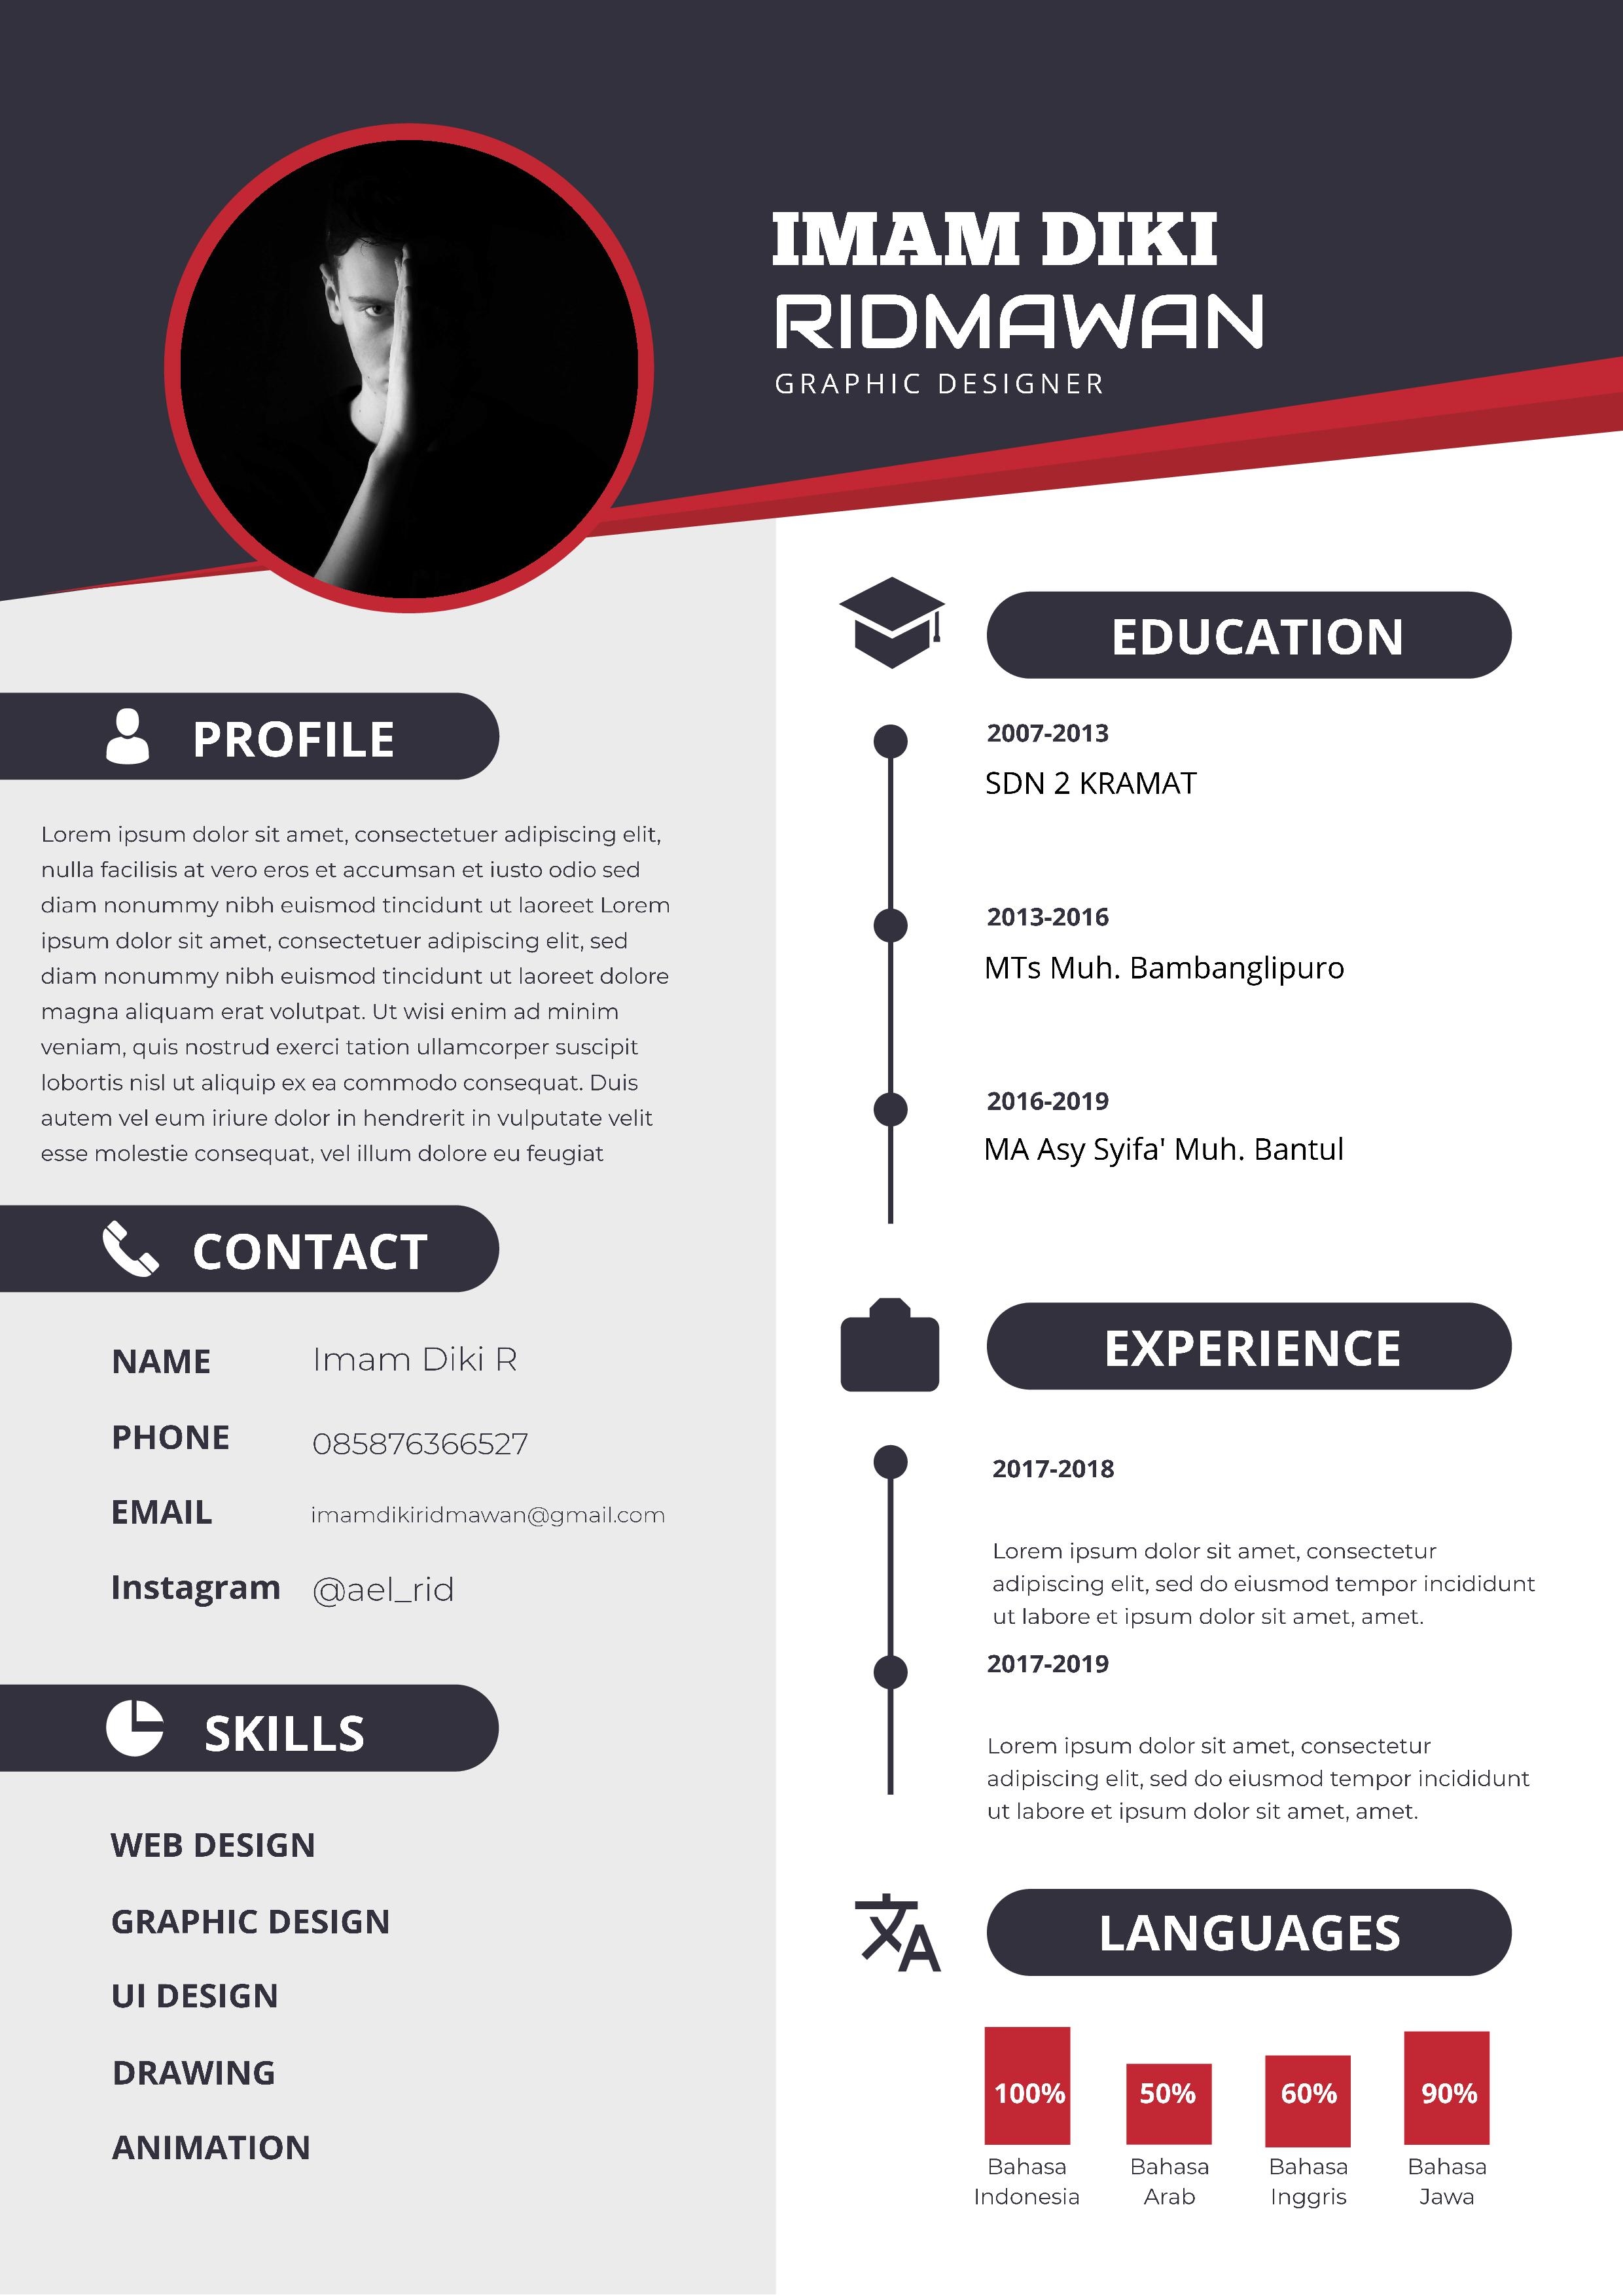 IMAM DIKI
RIDMAWAN
GRAPHIC DESIGNER
PROFILE
Lorem ipsum dolor sit amet, consectetuer adipiscing elit,
nulla facilisis at vero eros et accumsan et iusto odio sed
diam nonummy nibh euismod tincidunt ut laoreet Lorem
ipsum dolor sit amet, consectetuer adipiscing elit, sed
diam nonummy nibh euismod tincidunt ut laoreet dolore
magna aliquam erat volutpat. Ut wisi enim ad minim
veniam, quis nostrud exerci tation ullamcorper suscipit
lobortis nisl ut aliquip ex ea commodo consequat. Duis
autem vel eum iriure dolor in hendrerit in vulputate velit
esse molestie consequat, vel illum dolore eu feugiat
CONTACT
NAME Imam Diki R
PHONE 085876366527
EMAIL imamdikiridmawan@gmail.com
Instagram @ael_rid
SKILLS
WEB DESIGN
GRAPHIC DESIGN
UI DESIGN
DRAWING
ANIMATION
EDUCATION
2007-2013
SDN 2 KRAMAT
2013-2016
MTs Muh. Bambanglipuro
2016-2019
MA Asy Syifa' Muh. Bantul
EXPERIENCE
2017-2018
Lorem ipsum dolor sit amet, consectetur
adipiscing elit, sed do eiusmod tempor incididunt
ut labore et ipsum dolor sit amet, amet.
2017-2019
Lorem ipsum dolor sit amet, consectetur
adipiscing elit, sed do eiusmod tempor incididunt
ut labore et ipsum dolor sit amet, amet.
LANGUAGES
100% 50% 60% 90%
Bahasa Bahasa Bahasa Bahasa
Indonesia Arab Inggris Jawa